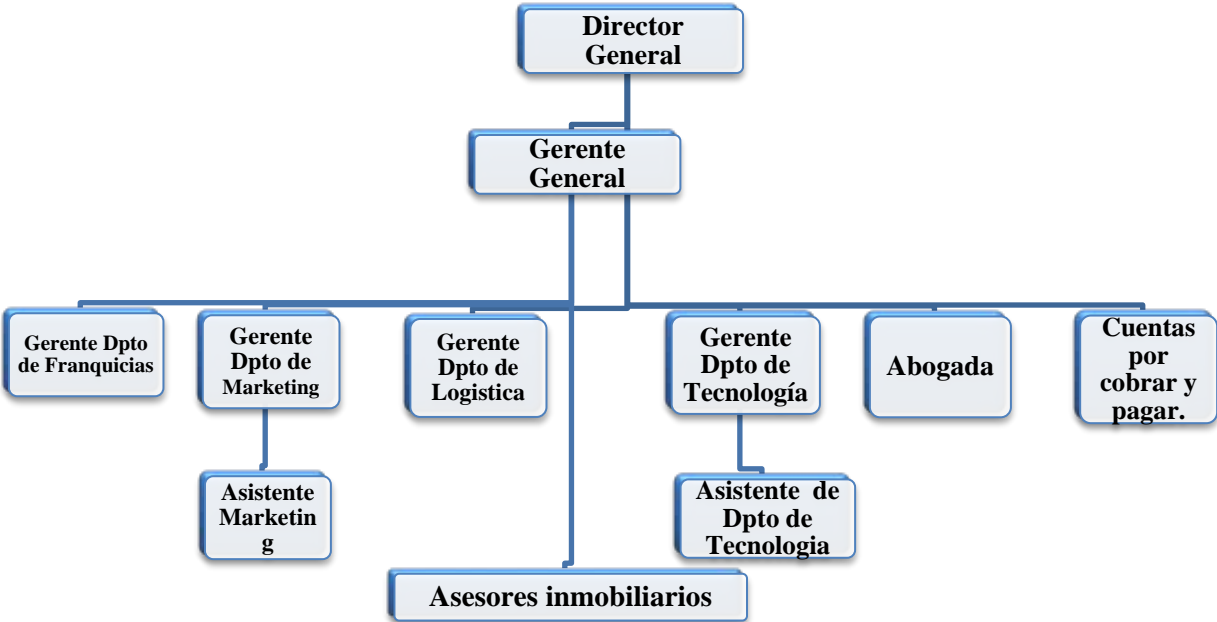 Director
General
Gerente
General
Gerente Dpto
de Franquicias
Gerente
Dpto de
Marketing
Gerente
Dpto de
Logistica
Gerente
Dpto de
Tecnología
Abogada
Cuentas
por
cobrar y
pagar.
Asistente
Marketin
g
Asistente de
Dpto de
Tecnologia
Asesores inmobiliarios